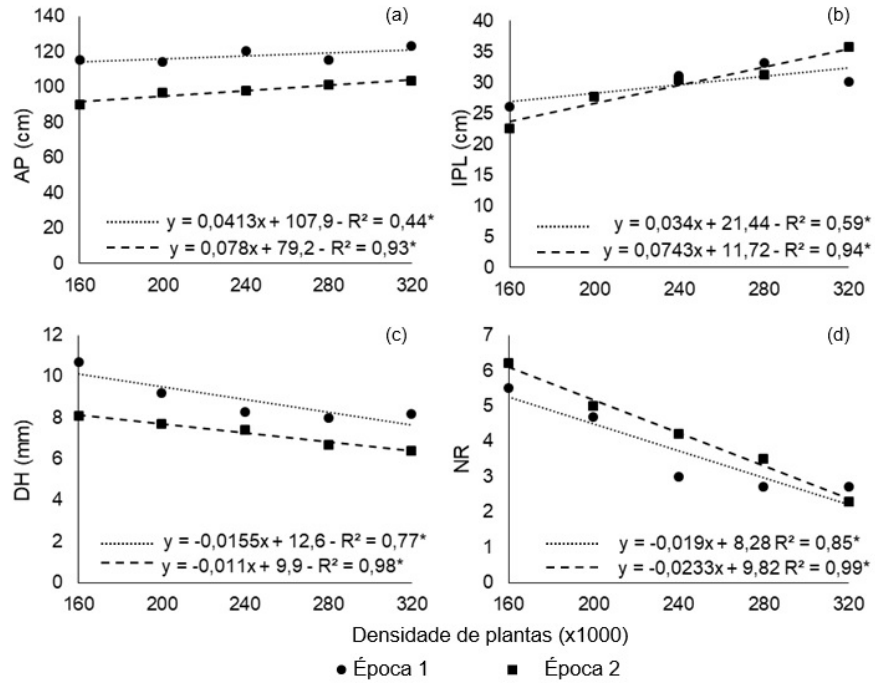 (a)
140
120
100
80
60
40
20
0
AP (cm)
y = 0,0413x + 107,9 - R² = 0,44*
y = 0,078x + 79,2 - R² = 0,93*
160 200 240 280 320
(b)
40
35
30
25
20
15
10
5
0
IPL (cm)
y = 0,034x + 21,44 - R² = 0,59*
y = 0,0743x + 11,72 - R² = 0,94*
160 200 240 280 320
(c)
12
10
8
6
4
2
0
DH (mm)
y = -0,0155x + 12,6 - R² = 0,77*
y = -0,011x + 9,9 - R² = 0,98*
160 200 240 280 320
(d)
7
6
5
4
3
2
1
0
NR
y = -0,019x + 8,28 R² = 0,85*
y = -0,0233x + 9,82 R² = 0,99*
160 200 240 280 320
Densidade de plantas (x1000)
Época 1 Época 2